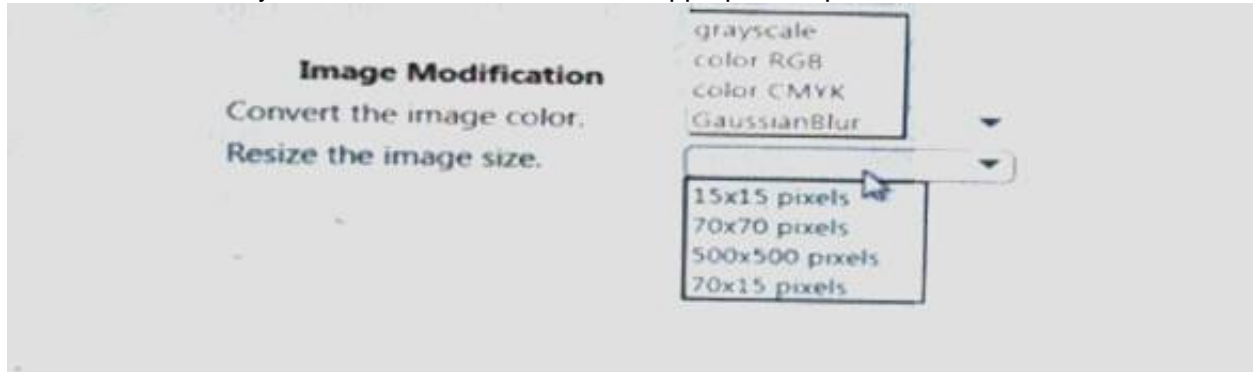 grayscale
Image Modification
color RGB
color CMYK
Convert the image color.
GaussianBlur
Resize the image size.
15x15 pixels
70x70 pixels
500x500 pixels
70x15 pixels